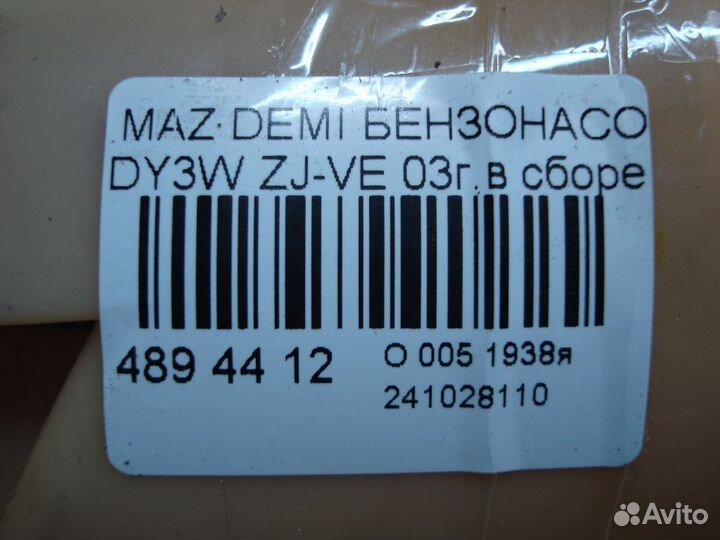 MAZ DEMI БЕНЗОНАСО
DY3W ZJ-VE 03г.в сборе
489 44 12
О 005 1938я
241028110
Avito